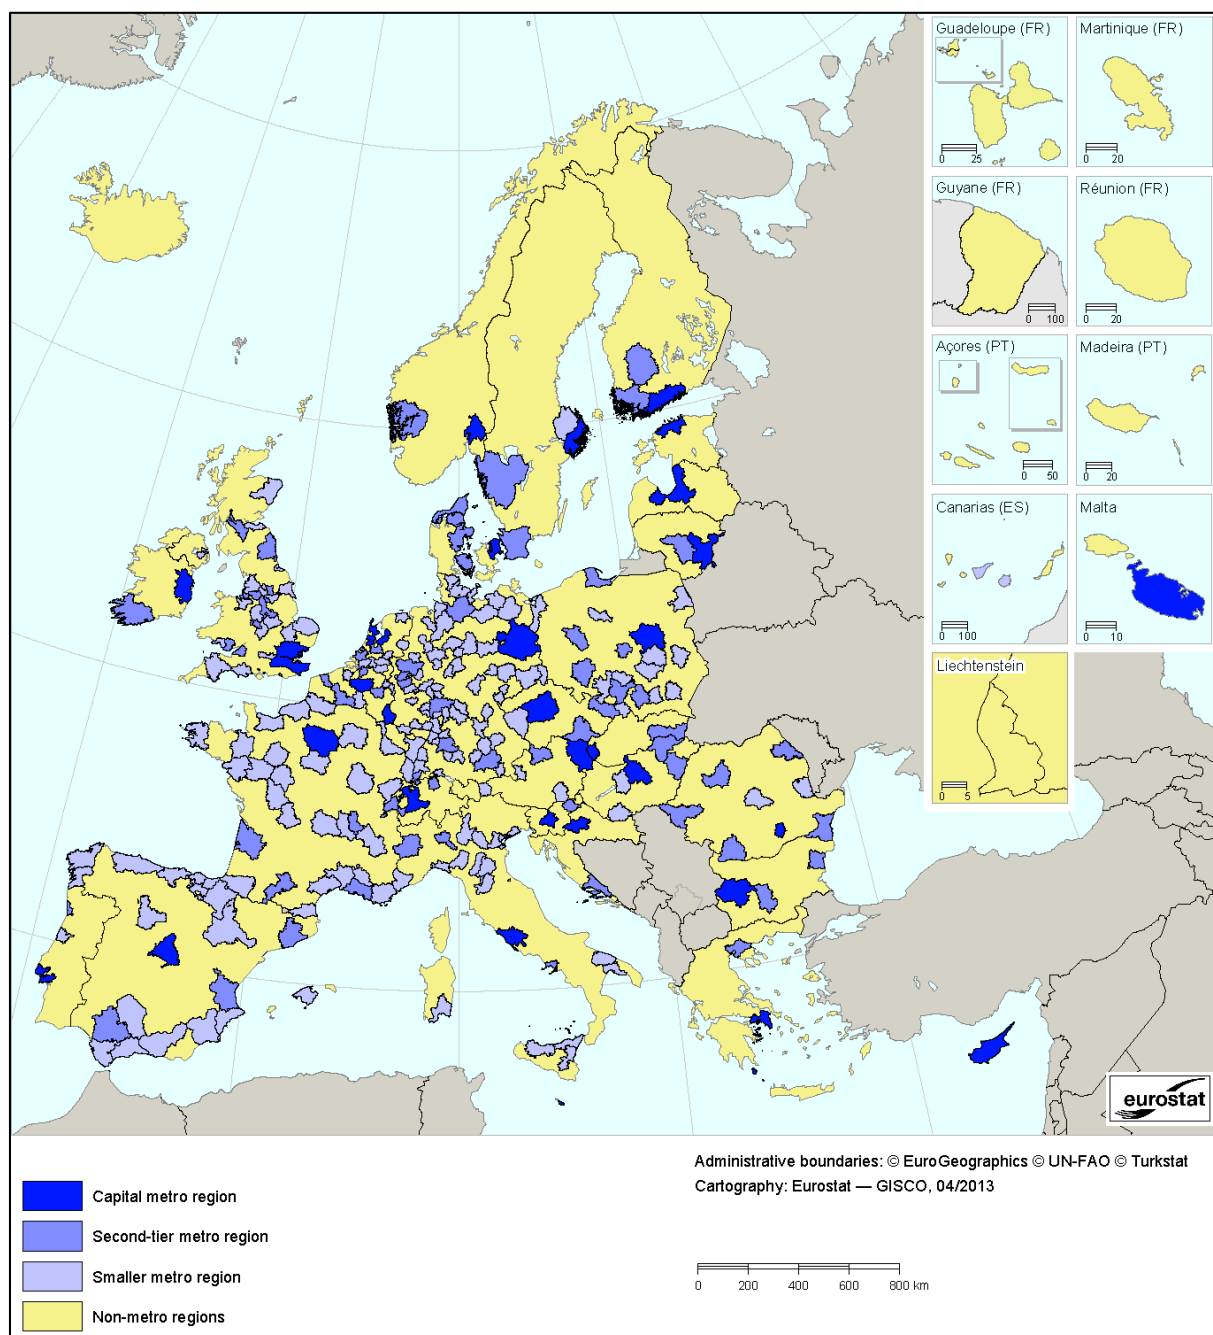 Guadeloupe (FR)
0 25
Martinique (FR)
0 20
Guyane (FR)
0 100
Réunion (FR)
0 20
Açores (PT)
0 50
Madeira (PT)
0 20
Canarias (ES)
0 100
Malta
0 10
Liechtenstein
0 5
eurostat
Administrative boundaries: © EuroGeographics © UN-FAO © Turkstat
Cartography: Eurostat — GISCO, 04/2013
Capital metro region
Second-tier metro region
Smaller metro region
Non-metro regions
0 200 400 600 800 km